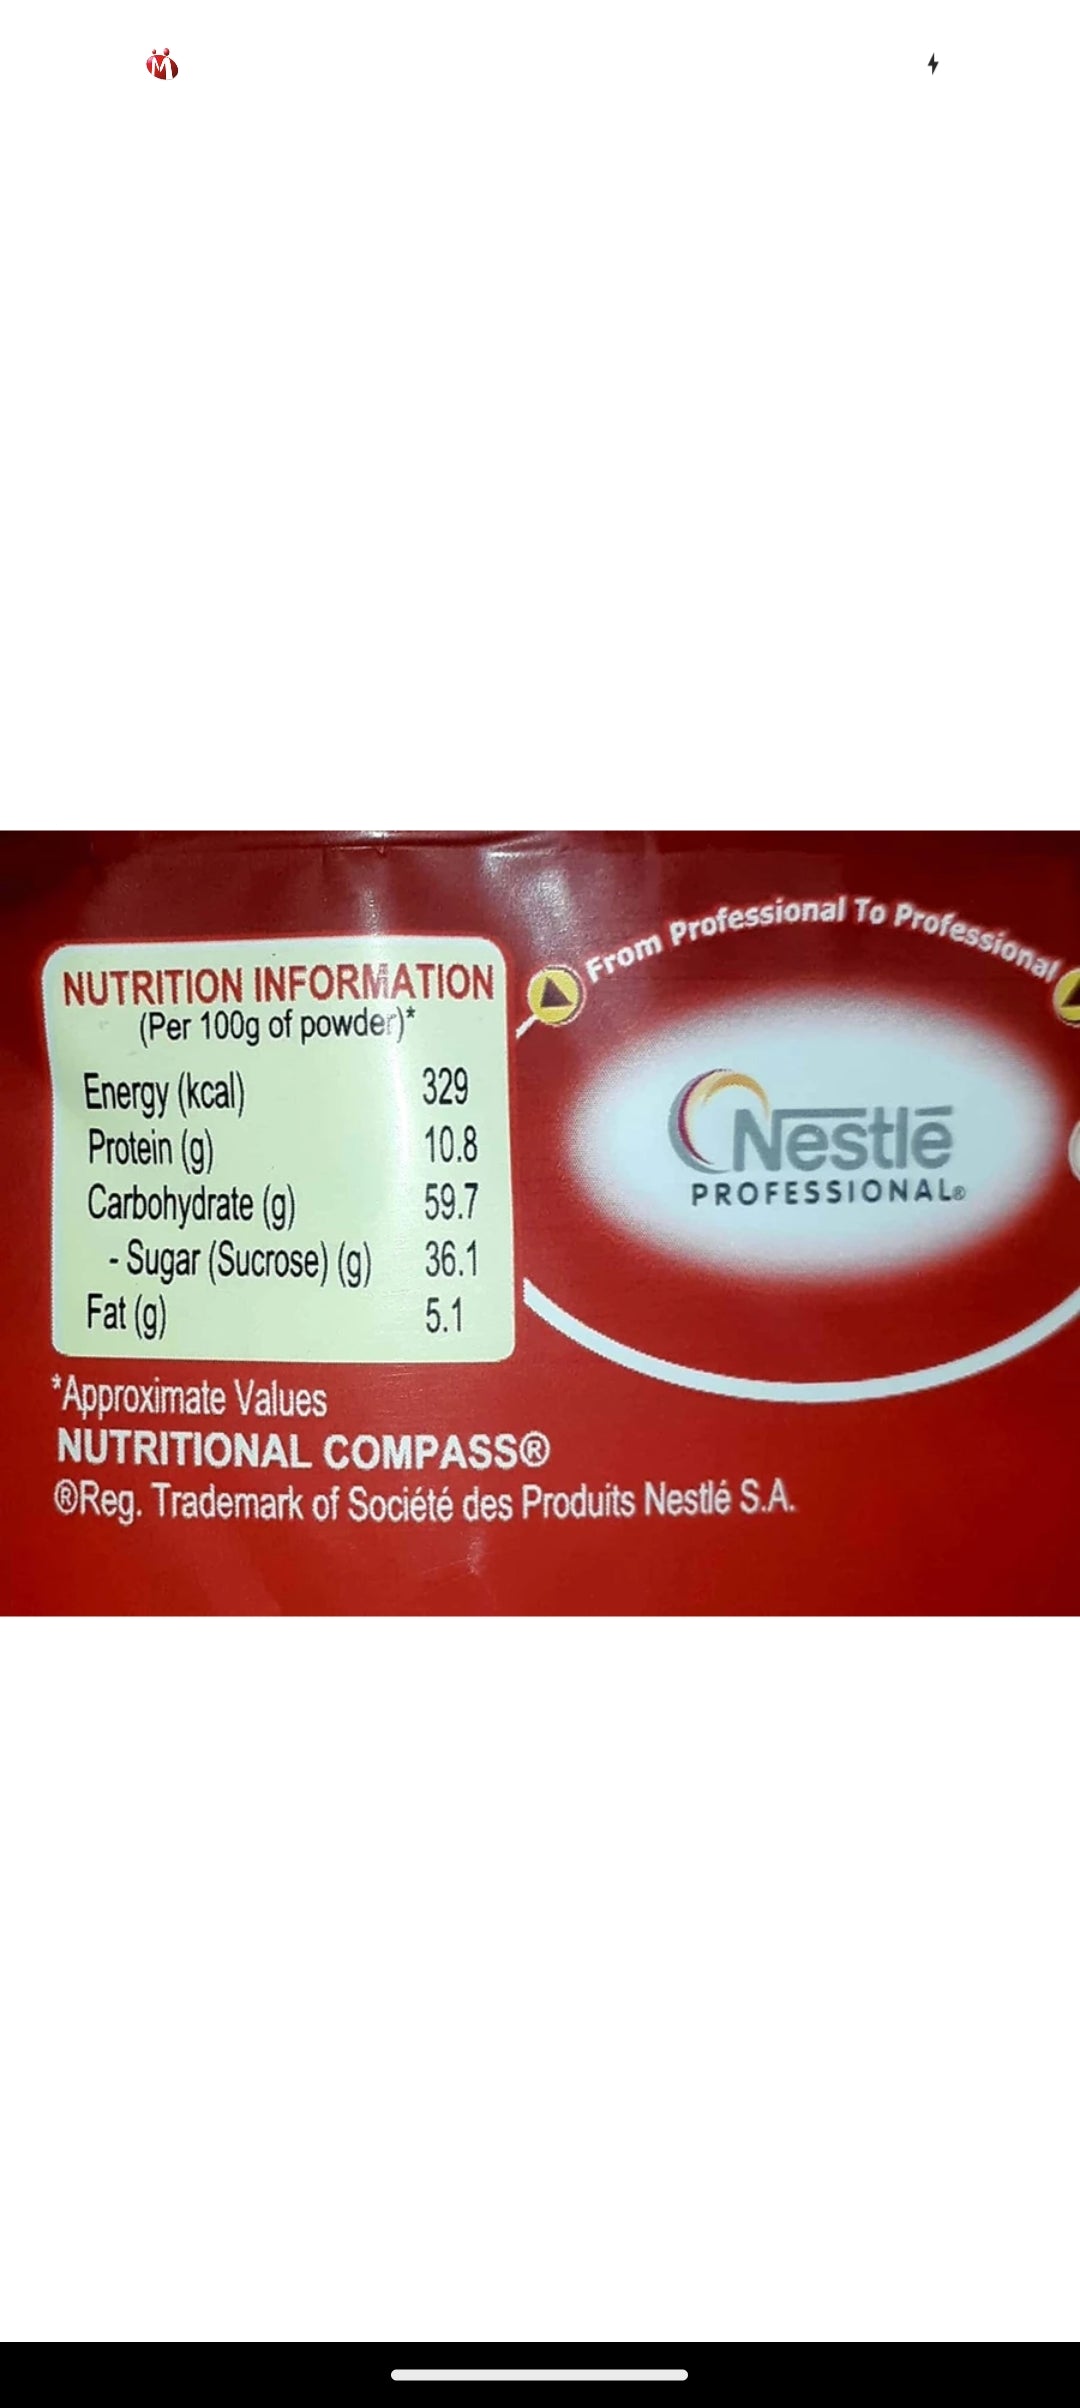 NUTRITION INFORMATION
(Per 100g of powder)*
Energy (kcal) 329
Protein (g) 10.8
Carbohydrate (g) 59.7
- Sugar (Sucrose) (g) 36.1
Fat (g) 5.1
*Approximate Values
NUTRITIONAL COMPASS®
®Reg. Trademark of Société des Produits Nestlé S.A.
From Professional To Professional
Nestlē
PROFESSIONAL®